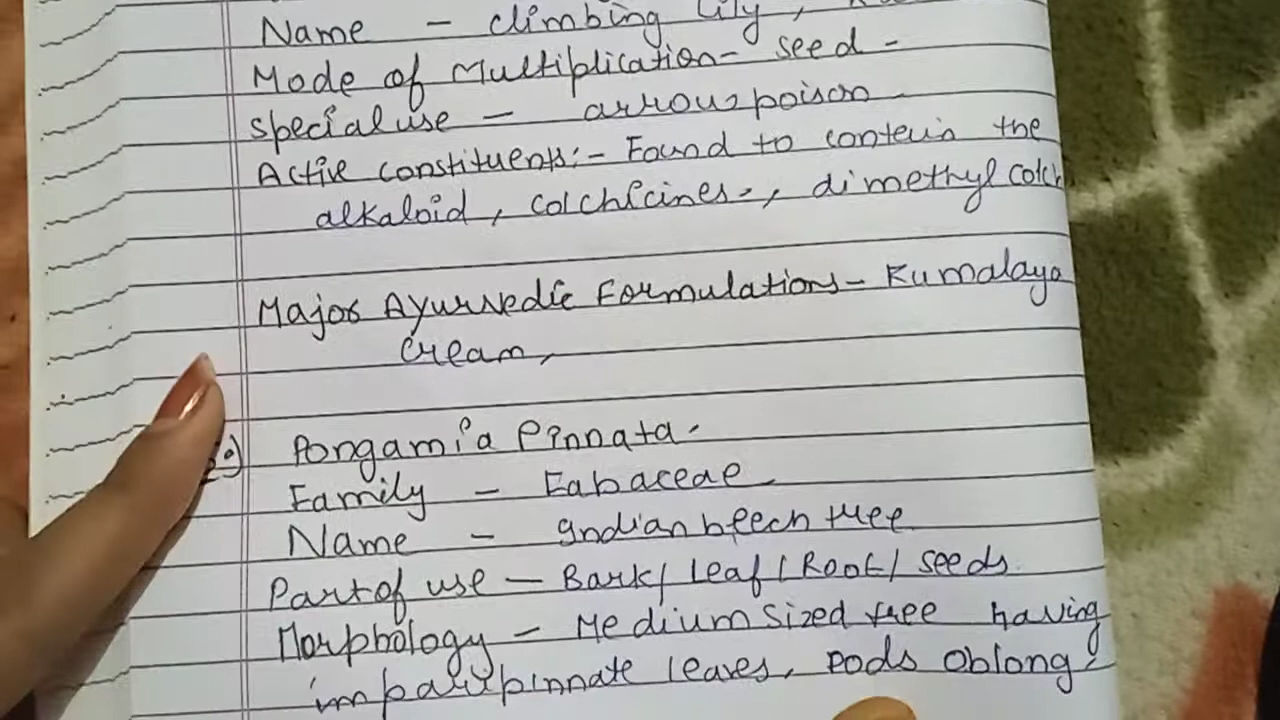 Name - climbing lily,
Mode of Multiplication - seed -
Special use - arrows poison
Active constituents:- Found to contain the
alkaloid, colchicines-, dimethyl colch
Major Ayurvedic Formulations - Kumalaya
Cream,
Pongamia Pinnata.
Family - Fabaceae
Name - Indian beech tree
Part of use - Bark/ Leaf/ Root/ seeds
Morphology - Medium sized tree having
imparipinnate leaves, Pods oblong,